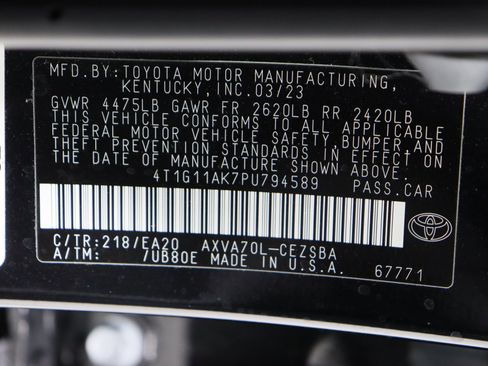 MFD.BY:TOYOTA MOTOR MANUFACTURING,
KENTUCKY,INC.03/23
GVWR 4475LB GAWR FR 2620LB RR 2420LB
THIS VEHICLE CONFORMS TO ALL APPLICABLE
FEDERAL MOTOR VEHICLE SAFETY,BUMPER,AND
THEFT PREVENTION STANDARDS IN EFFECT ON
THE DATE OF MANUFACTURE SHOWN ABOVE.
4T1G11AK7PU794589 PASS.CAR
C/TR:218/EA20 AXVA70L-CEZSBA
A/TM: /UB80E MADE IN U.S.A. 67771